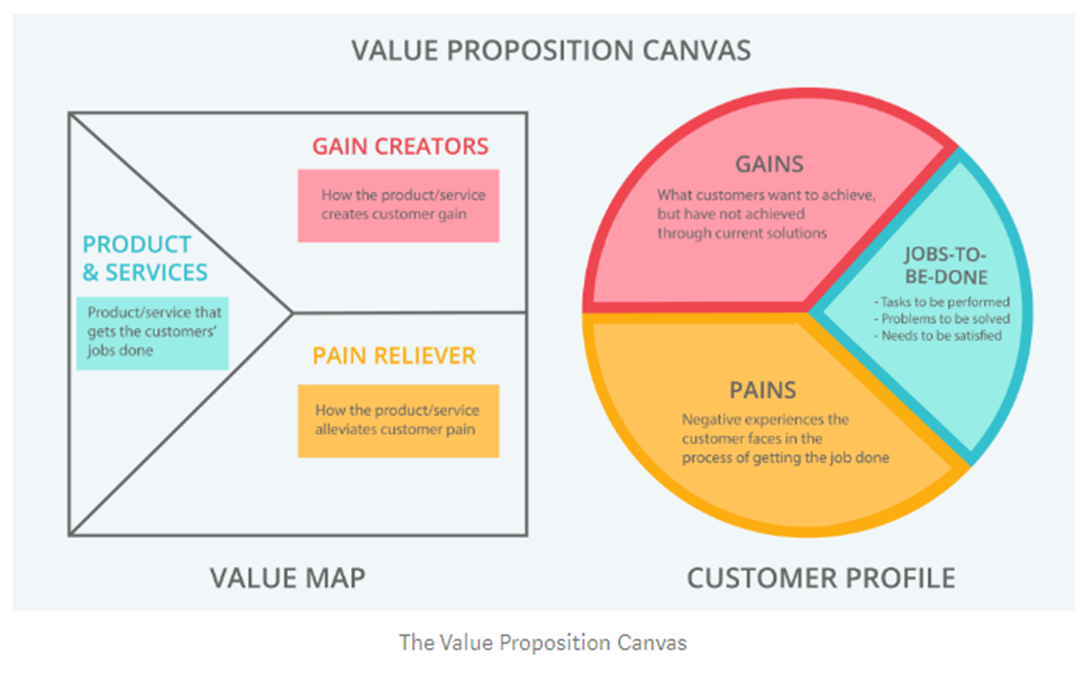 VALUE PROPOSITION CANVAS
GAIN CREATORS
How the product/service
creates customer gain
PRODUCT
& SERVICES
Product/service that
gets the customers'
jobs done
PAIN RELIEVER
How the product/service
alleviates customer pain
VALUE MAP
GAINS
What customers want to achieve,
but have not achieved
through current solutions
JOBS-TO-
BE-DONE
- Tasks to be performed
- Problems to be solved
- Needs to be satisfied
PAINS
Negative experiences the
customer faces in the
process of getting the job done
CUSTOMER PROFILE
The Value Proposition Canvas